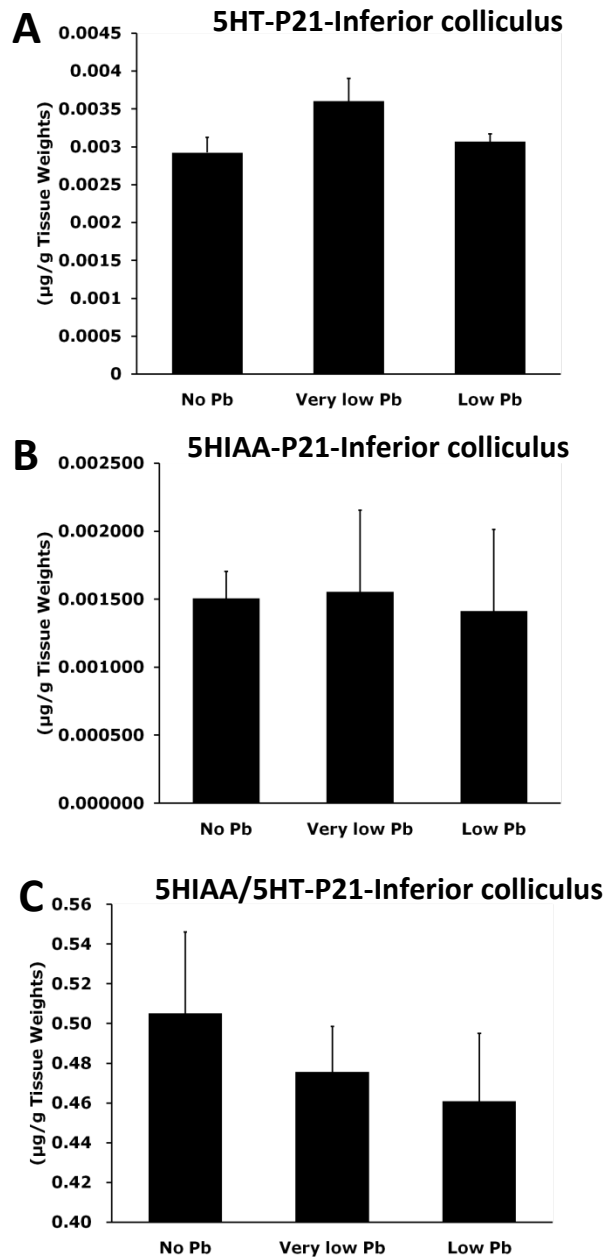 A
5HT-P21-Inferior colliculus
(µg/g Tissue Weights)
0.0045
0.004
0.0035
0.003
0.0025
0.002
0.0015
0.001
0.0005
0
No Pb Very low Pb Low Pb
B
5HIAA-P21-Inferior colliculus
(µg/g Tissue Weights)
0.002500
0.002000
0.001500
0.001000
0.000500
0.000000
No Pb Very low Pb Low Pb
C
5HIAA/5HT-P21-Inferior colliculus
(µg/g Tissue Weights)
0.56
0.54
0.52
0.50
0.48
0.46
0.44
0.42
0.40
No Pb Very low Pb Low Pb